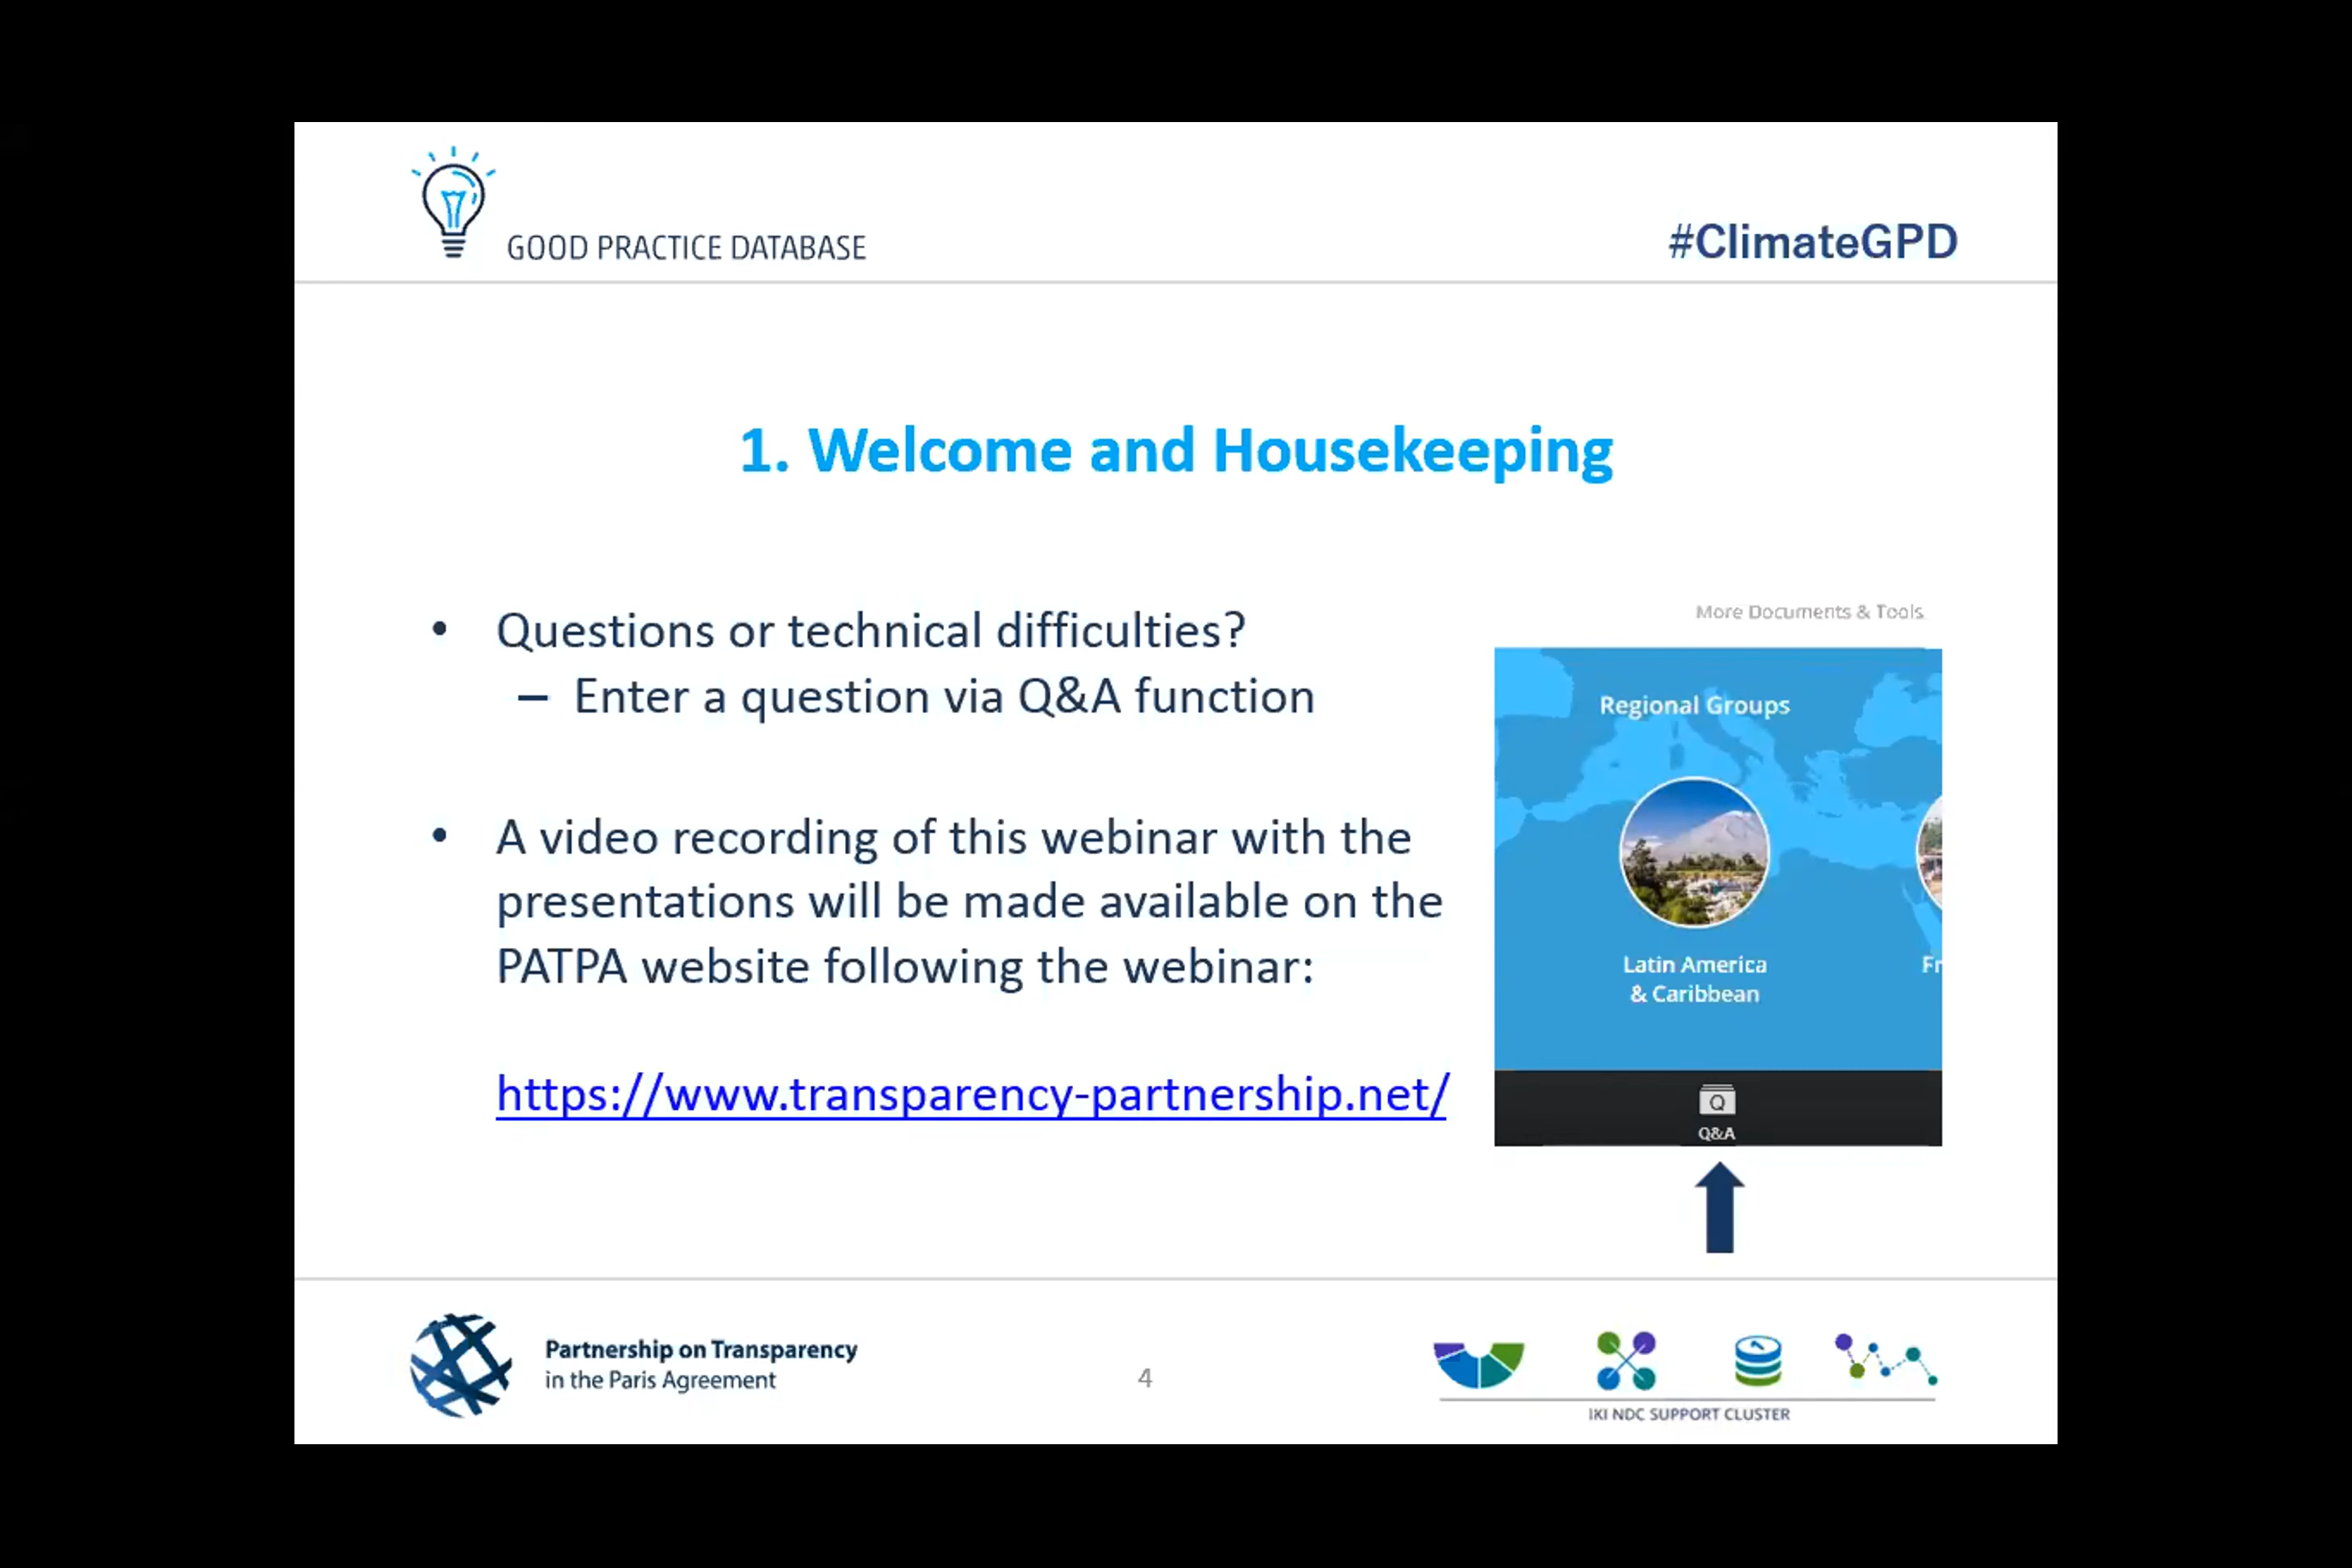 GOOD PRACTICE DATABASE
#ClimateGPD
1. Welcome and Housekeeping
• Questions or technical difficulties?
– Enter a question via Q&A function
• A video recording of this webinar with the
presentations will be made available on the
PATPA website following the webinar:
https://www.transparency-partnership.net/
More Documents & Tools
Regional Groups
Latin America
& Caribbean
Fr
Q
Q&A
Partnership on Transparency
in the Paris Agreement
4
IKI NDC SUPPORT CLUSTER